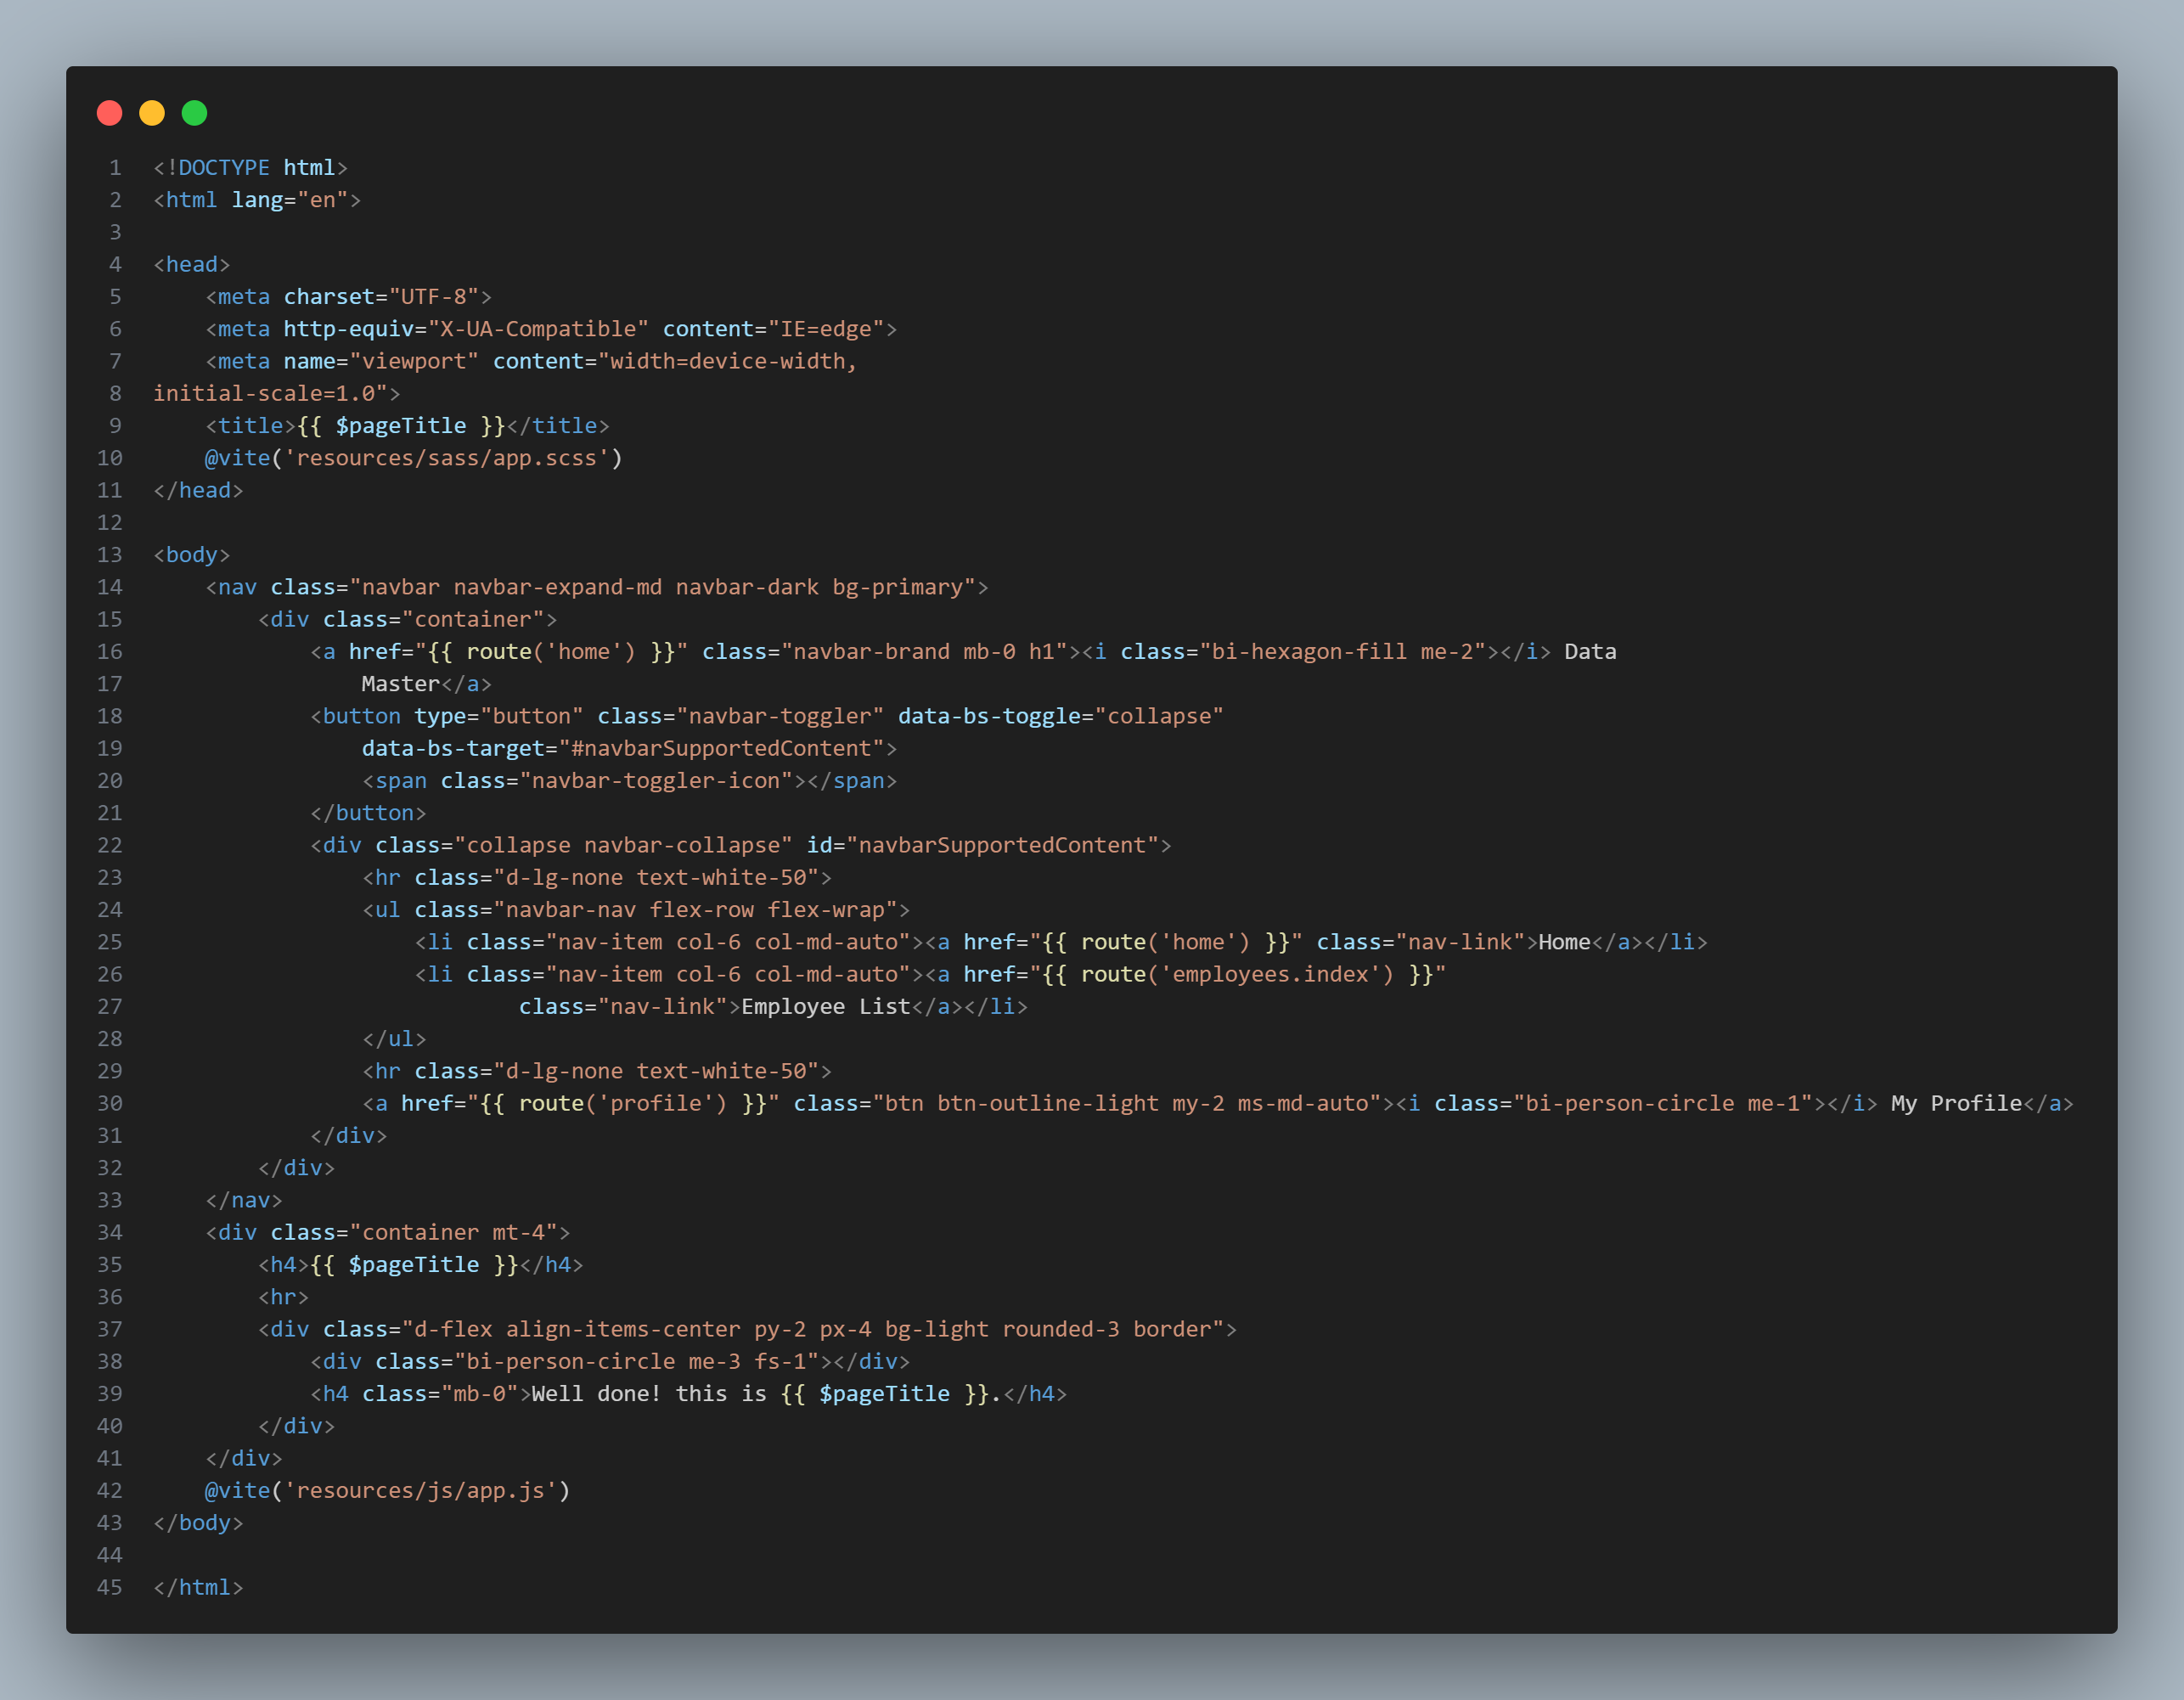 1 <!DOCTYPE html>
2 <html lang="en">
3
4 <head>
5     <meta charset="UTF-8">
6     <meta http-equiv="X-UA-Compatible" content="IE=edge">
7     <meta name="viewport" content="width=device-width,
8 initial-scale=1.0">
9     <title>{{ $pageTitle }}</title>
10     @vite('resources/sass/app.scss')
11 </head>
12
13 <body>
14     <nav class="navbar navbar-expand-md navbar-dark bg-primary">
15         <div class="container">
16             <a href="{{ route('home') }}" class="navbar-brand mb-0 h1"><i class="bi-hexagon-fill me-2"></i> Data
17                 Master</a>
18             <button type="button" class="navbar-toggler" data-bs-toggle="collapse"
19                 data-bs-target="#navbarSupportedContent">
20                 <span class="navbar-toggler-icon"></span>
21             </button>
22             <div class="collapse navbar-collapse" id="navbarSupportedContent">
23                 <hr class="d-lg-none text-white-50">
24                 <ul class="navbar-nav flex-row flex-wrap">
25                     <li class="nav-item col-6 col-md-auto"><a href="{{ route('home') }}" class="nav-link">Home</a></li>
26                     <li class="nav-item col-6 col-md-auto"><a href="{{ route('employees.index') }}"
27                             class="nav-link">Employee List</a></li>
28                 </ul>
29                 <hr class="d-lg-none text-white-50">
30                 <a href="{{ route('profile') }}" class="btn btn-outline-light my-2 ms-md-auto"><i class="bi-person-circle me-1"></i> My Profile</a>
31             </div>
32         </div>
33     </nav>
34     <div class="container mt-4">
35         <h4>{{ $pageTitle }}</h4>
36         <hr>
37         <div class="d-flex align-items-center py-2 px-4 bg-light rounded-3 border">
38             <div class="bi-person-circle me-3 fs-1"></div>
39             <h4 class="mb-0">Well done! this is {{ $pageTitle }}.</h4>
40         </div>
41     </div>
42     @vite('resources/js/app.js')
43 </body>
44
45 </html>